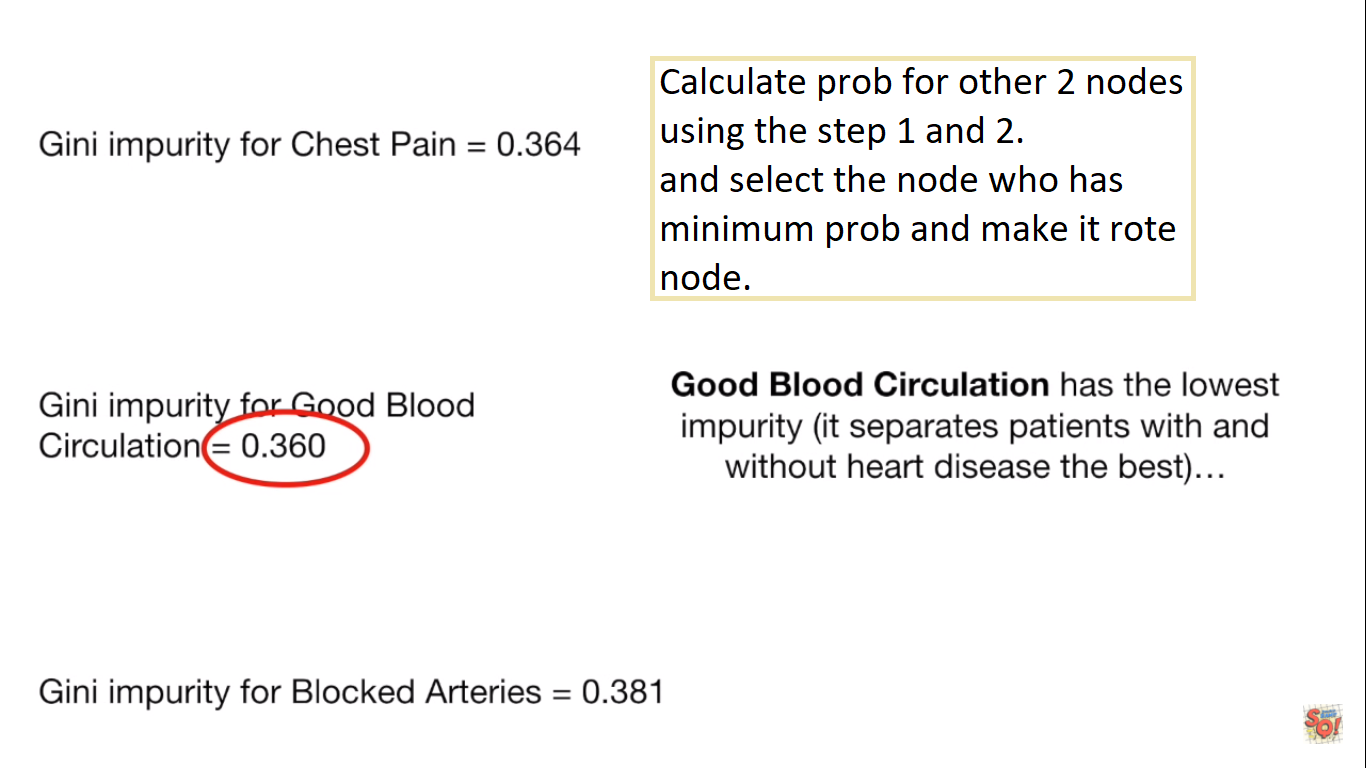 Gini impurity for Chest Pain = 0.364
Calculate prob for other 2 nodes
using the step 1 and 2.
and select the node who has
minimum prob and make it rote
node.
Gini impurity for Good Blood
Circulation = 0.360
Good Blood Circulation has the lowest
impurity (it separates patients with and
without heart disease the best)…
Gini impurity for Blocked Arteries = 0.381
SQ!